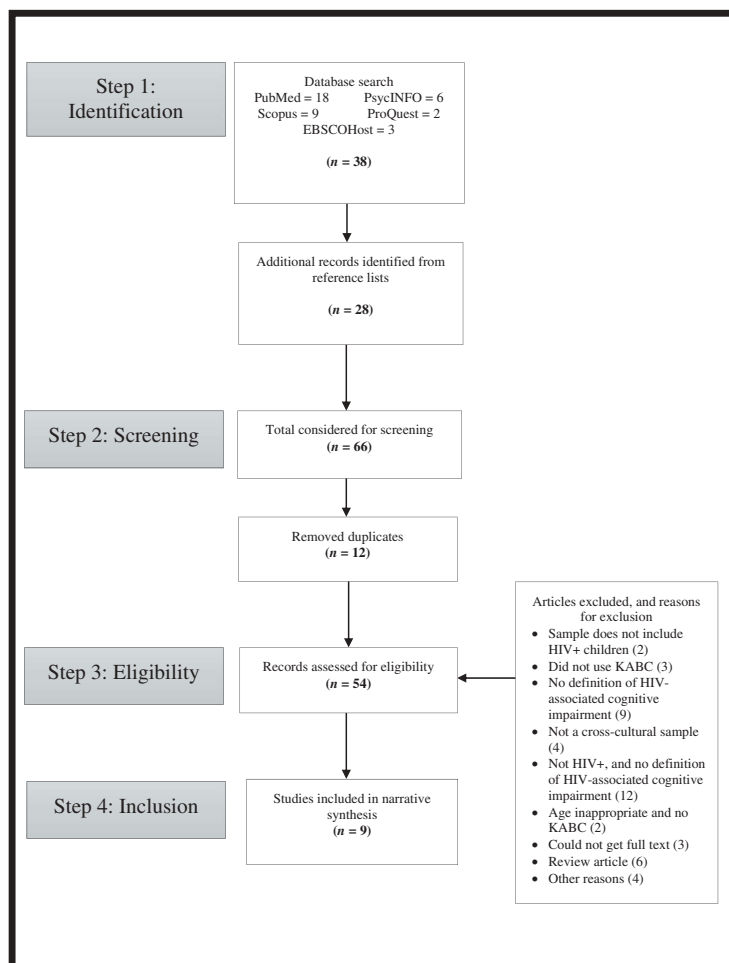 Step 1:
Identification
Database search
PubMed = 18 PsycINFO = 6
Scopus = 9 ProQuest = 2
EBSCOHost = 3
(n = 38)
Additional records identified from
reference lists
(n = 28)
Step 2: Screening
Total considered for screening
(n = 66)
Removed duplicates
(n = 12)
Step 3: Eligibility
Records assessed for eligibility
(n = 54)
Articles excluded, and reasons
for exclusion
• Sample does not include
HIV+ children (2)
• Did not use KABC (3)
• No definition of HIV-
associated cognitive
impairment (9)
• Not a cross-cultural sample
(4)
• Not HIV+, and no definition
of HIV-associated cognitive
impairment (12)
• Age inappropriate and no
KABC (2)
• Could not get full text (3)
• Review article (6)
• Other reasons (4)
Step 4: Inclusion
Studies included in narrative
synthesis
(n = 9)